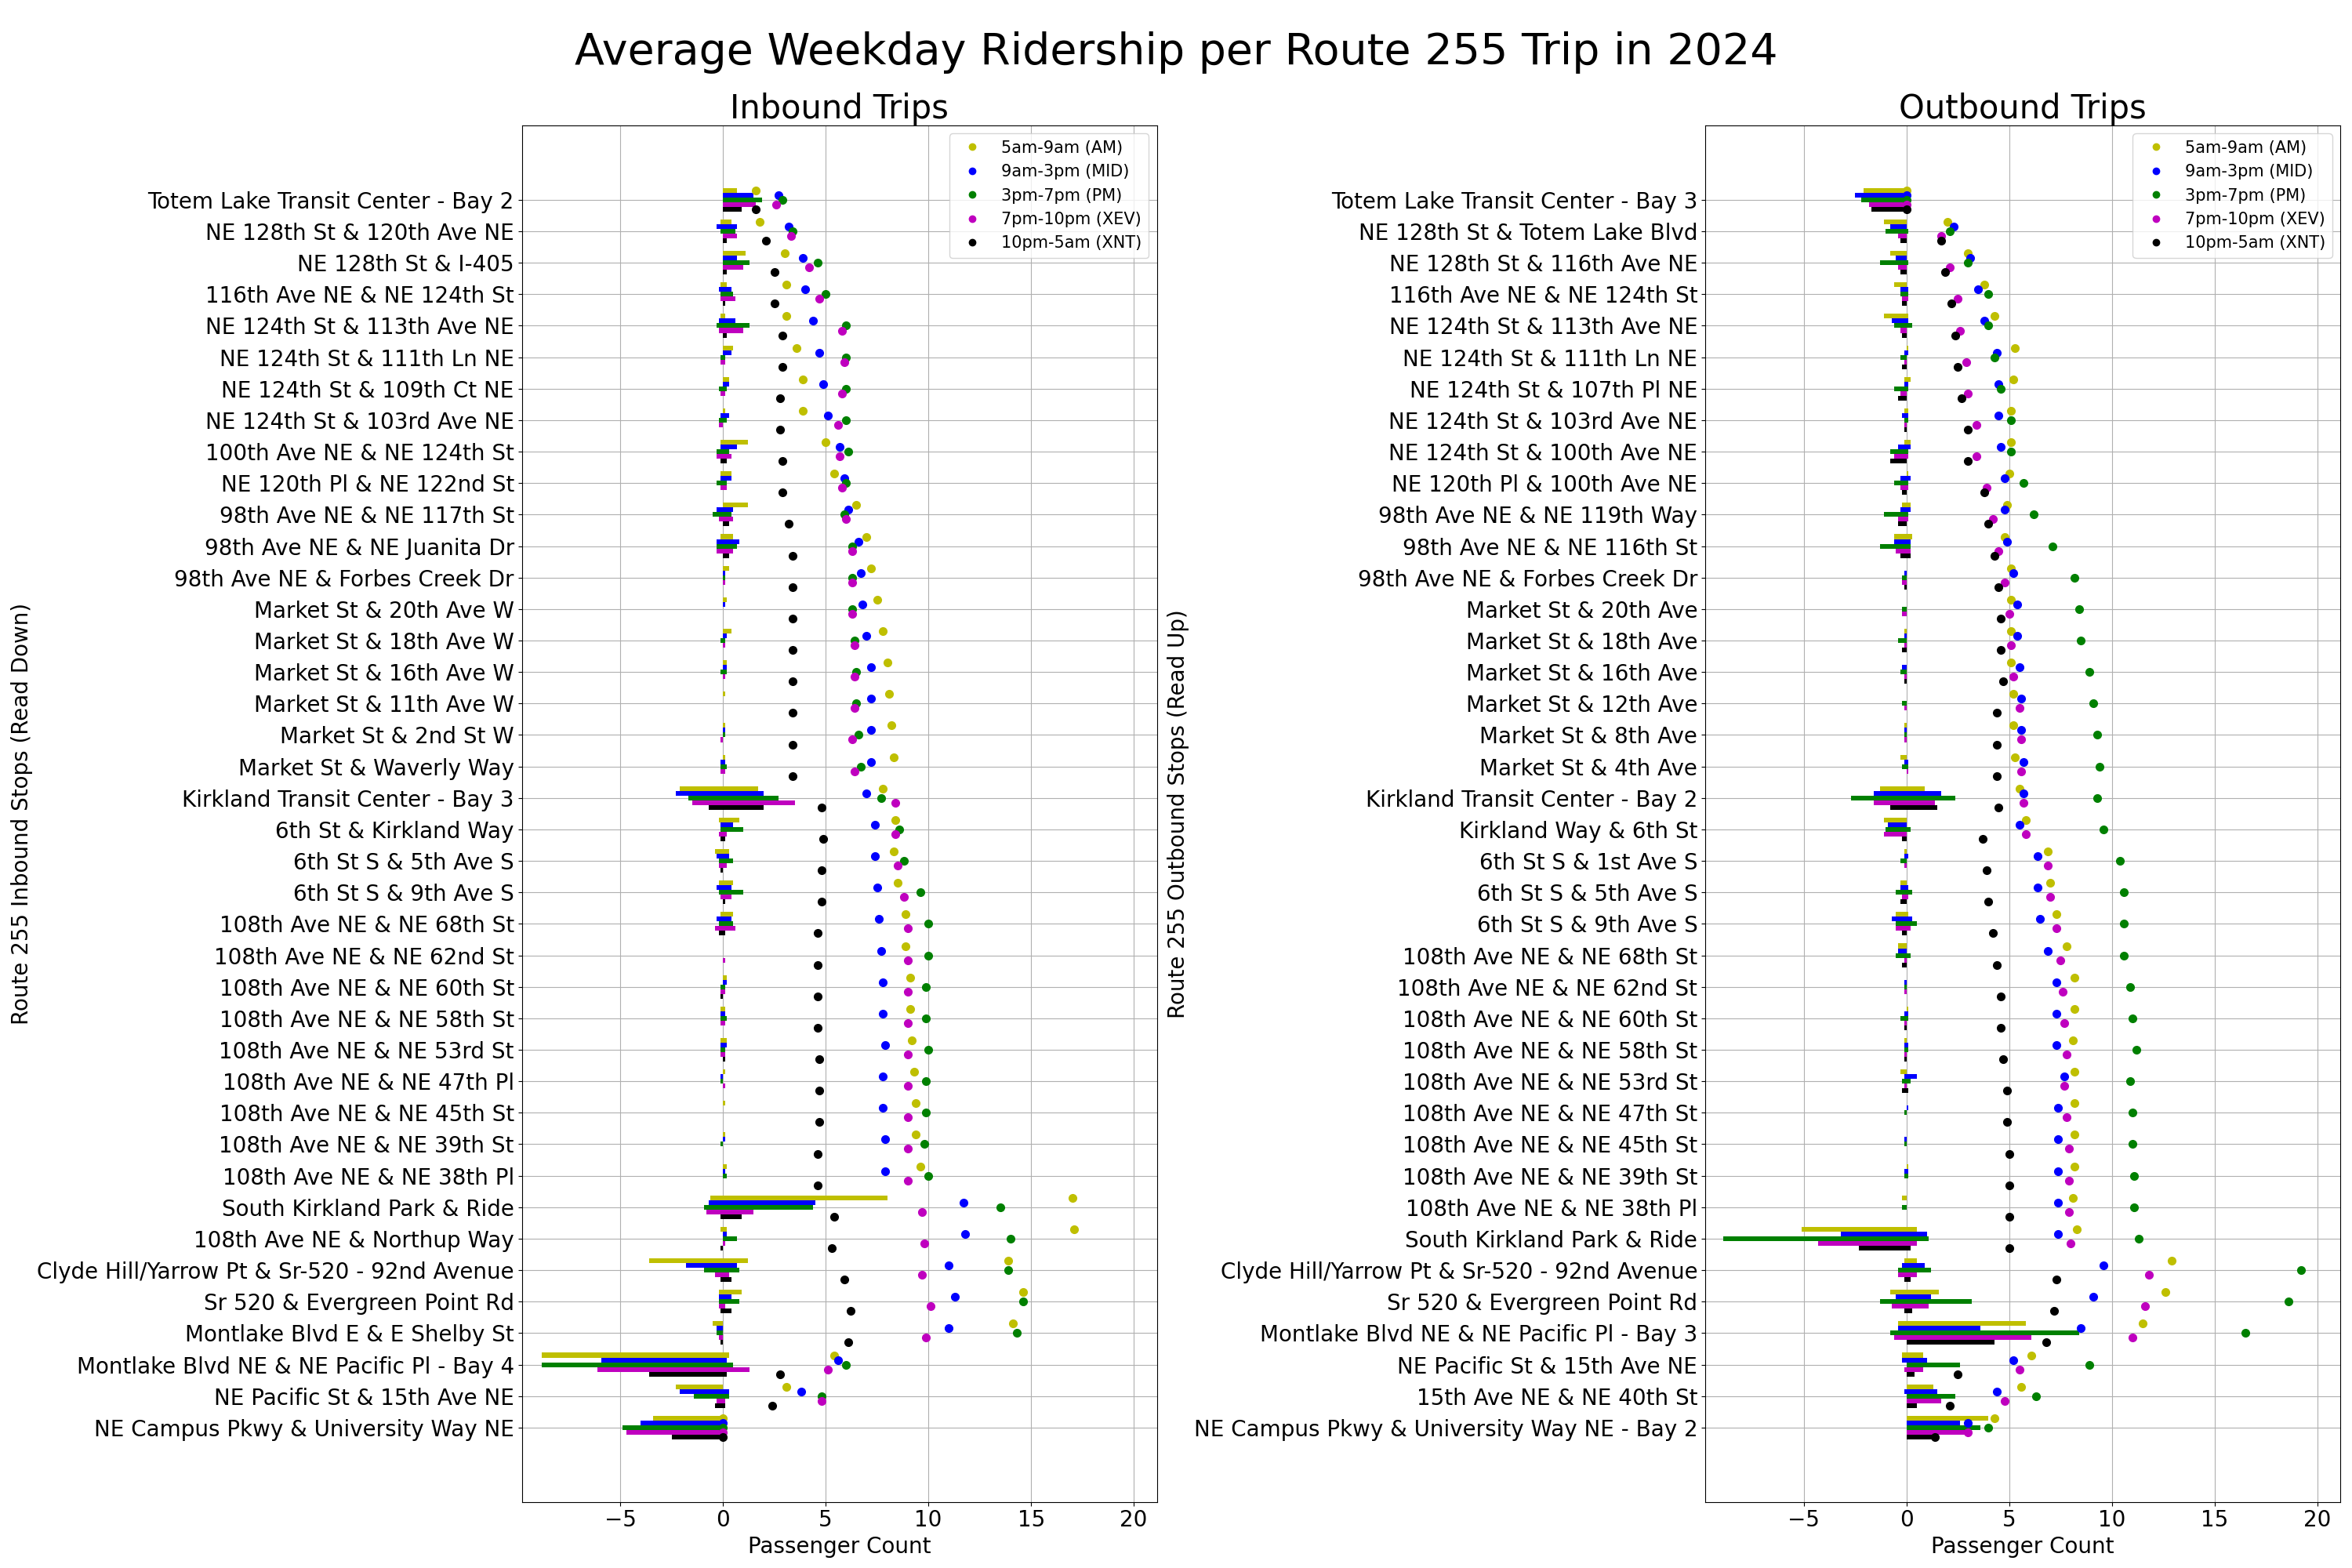 Average Weekday Ridership per Route 255 Trip in 2024
Inbound Trips
5am-9am (AM)
9am-3pm (MID)
3pm-7pm (PM)
7pm-10pm (XEV)
10pm-5am (XNT)
Route 255 Inbound Stops (Read Down)
Totem Lake Transit Center - Bay 2
NE 128th St & 120th Ave NE
NE 128th St & I-405
116th Ave NE & NE 124th St
NE 124th St & 113th Ave NE
NE 124th St & 111th Ln NE
NE 124th St & 109th Ct NE
NE 124th St & 103rd Ave NE
100th Ave NE & NE 124th St
NE 120th Pl & NE 122nd St
98th Ave NE & NE 117th St
98th Ave NE & NE Juanita Dr
98th Ave NE & Forbes Creek Dr
Market St & 20th Ave W
Market St & 18th Ave W
Market St & 16th Ave W
Market St & 11th Ave W
Market St & 2nd St W
Market St & Waverly Way
Kirkland Transit Center - Bay 3
6th St & Kirkland Way
6th St S & 5th Ave S
6th St S & 9th Ave S
108th Ave NE & NE 68th St
108th Ave NE & NE 62nd St
108th Ave NE & NE 60th St
108th Ave NE & NE 58th St
108th Ave NE & NE 53rd St
108th Ave NE & NE 47th Pl
108th Ave NE & NE 45th St
108th Ave NE & NE 39th St
108th Ave NE & NE 38th Pl
South Kirkland Park & Ride
108th Ave NE & Northup Way
Clyde Hill/Yarrow Pt & Sr-520 - 92nd Avenue
Sr 520 & Evergreen Point Rd
Montlake Blvd E & E Shelby St
Montlake Blvd NE & NE Pacific Pl - Bay 4
NE Pacific St & 15th Ave NE
NE Campus Pkwy & University Way NE
−5 0 5 10 15 20
Passenger Count
Outbound Trips
5am-9am (AM)
9am-3pm (MID)
3pm-7pm (PM)
7pm-10pm (XEV)
10pm-5am (XNT)
Route 255 Outbound Stops (Read Up)
Totem Lake Transit Center - Bay 3
NE 128th St & Totem Lake Blvd
NE 128th St & 116th Ave NE
116th Ave NE & NE 124th St
NE 124th St & 113th Ave NE
NE 124th St & 111th Ln NE
NE 124th St & 107th Pl NE
NE 124th St & 103rd Ave NE
NE 124th St & 100th Ave NE
NE 120th Pl & 100th Ave NE
98th Ave NE & NE 119th Way
98th Ave NE & NE 116th St
98th Ave NE & Forbes Creek Dr
Market St & 20th Ave
Market St & 18th Ave
Market St & 16th Ave
Market St & 12th Ave
Market St & 8th Ave
Market St & 4th Ave
Kirkland Transit Center - Bay 2
Kirkland Way & 6th St
6th St S & 1st Ave S
6th St S & 5th Ave S
6th St S & 9th Ave S
108th Ave NE & NE 68th St
108th Ave NE & NE 62nd St
108th Ave NE & NE 60th St
108th Ave NE & NE 58th St
108th Ave NE & NE 53rd St
108th Ave NE & NE 47th St
108th Ave NE & NE 45th St
108th Ave NE & NE 39th St
108th Ave NE & NE 38th Pl
South Kirkland Park & Ride
Clyde Hill/Yarrow Pt & Sr-520 - 92nd Avenue
Sr 520 & Evergreen Point Rd
Montlake Blvd NE & NE Pacific Pl - Bay 3
NE Pacific St & 15th Ave NE
15th Ave NE & NE 40th St
NE Campus Pkwy & University Way NE - Bay 2
−5 0 5 10 15 20
Passenger Count